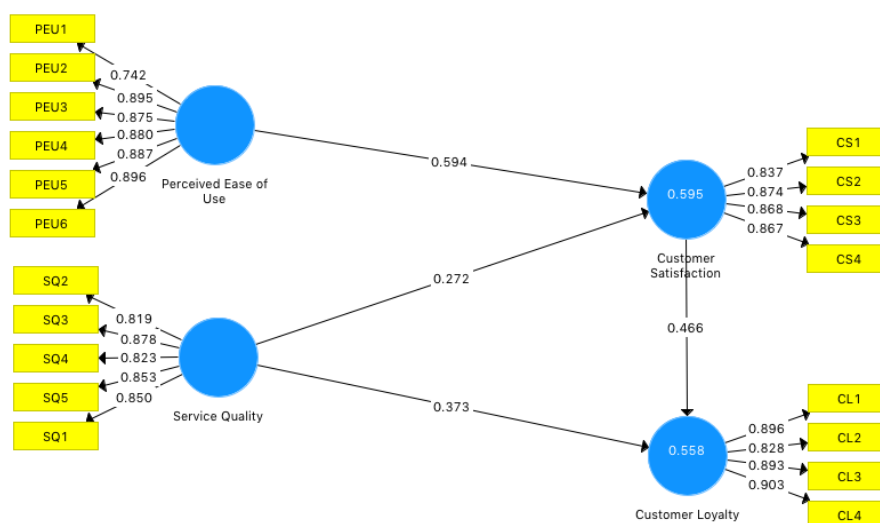 PEU1
PEU2
PEU3
PEU4
PEU5
PEU6
0.742
0.895
0.875
0.880
0.887
0.896
Perceived Ease of
Use
0.594
SQ2
SQ3
SQ4
SQ5
SQ1
0.819
0.878
0.823
0.853
0.850
Service Quality
0.272
0.373
0.595
Customer
Satisfaction
0.837
0.874
0.868
0.867
CS1
CS2
CS3
CS4
0.466
0.558
Customer Loyalty
0.896
0.828
0.893
0.903
CL1
CL2
CL3
CL4